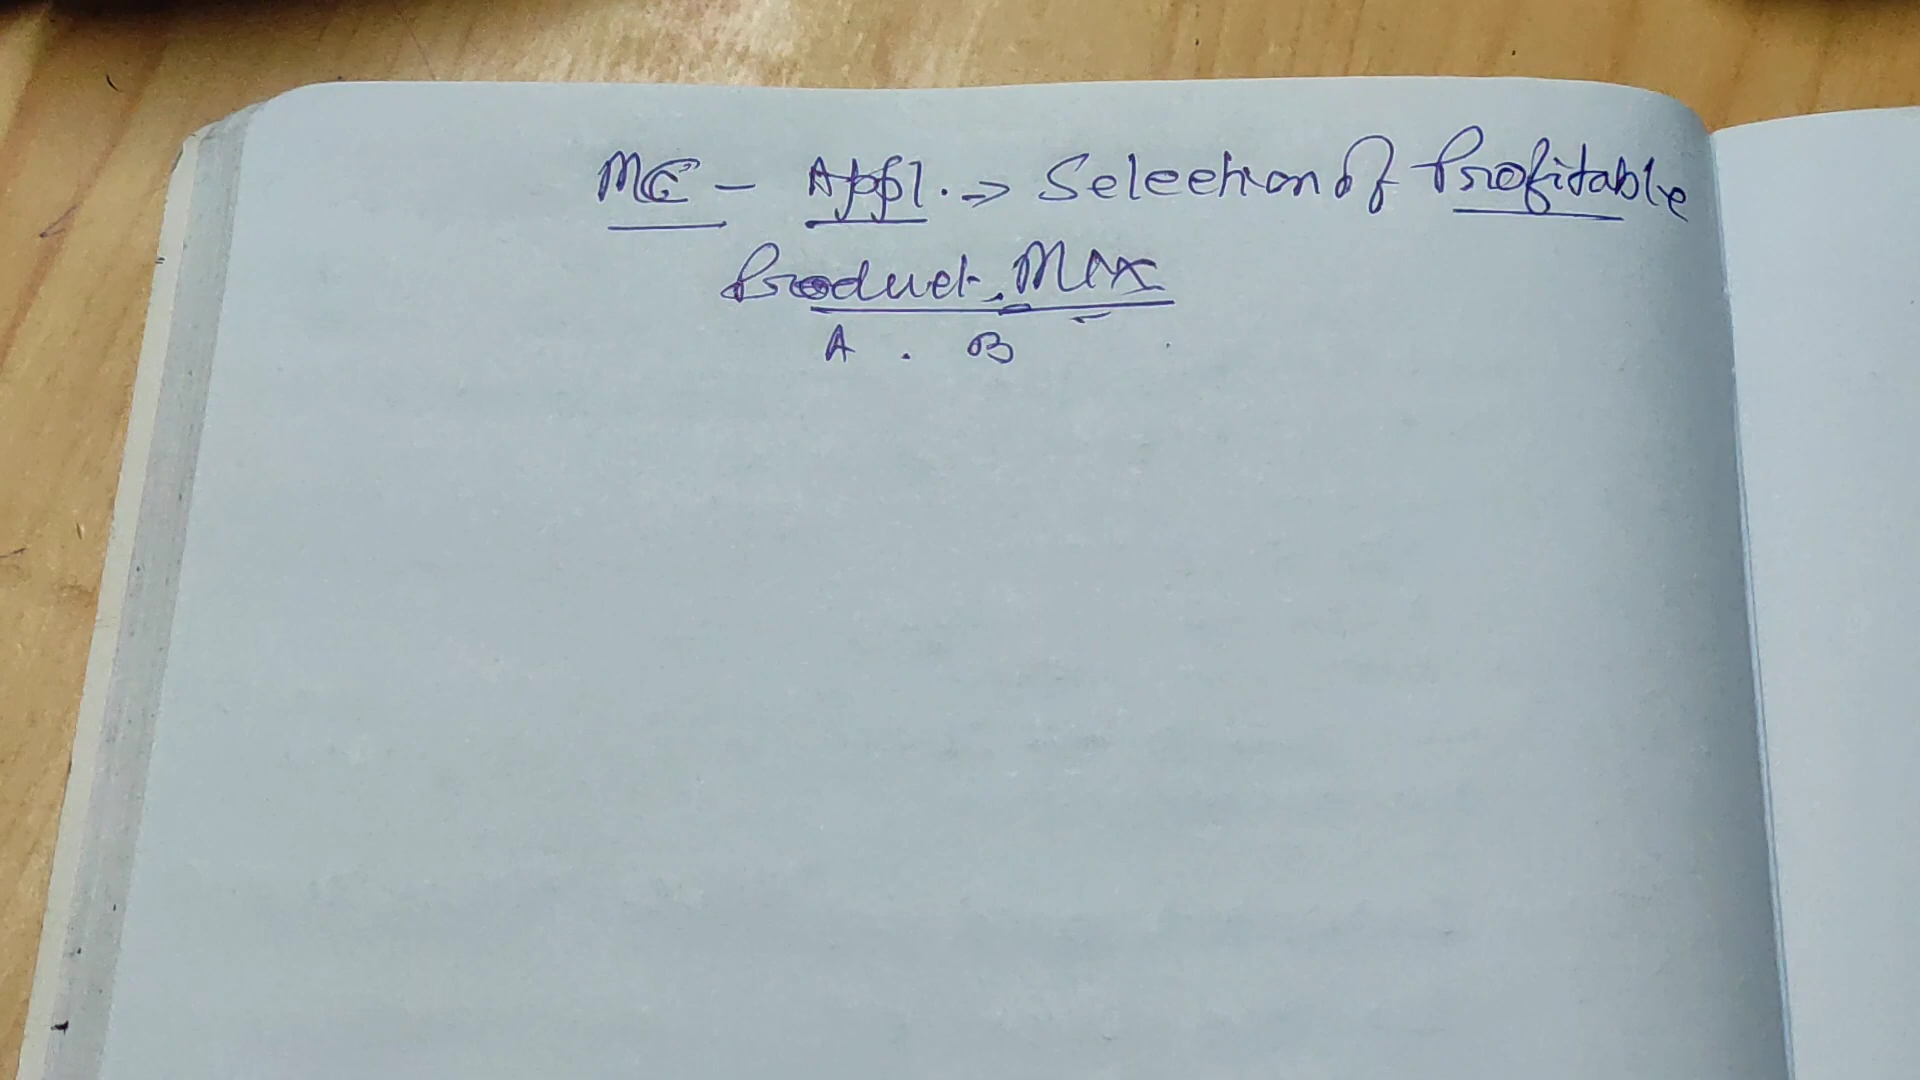 MC - Appl. → Selection of Profitable
Product Mix
A . B